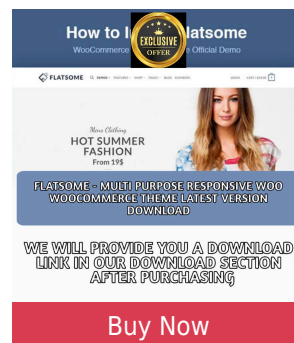 How to I Flatsome
WooCommerce e Official Demo
EXCLUSIVE
OFFER
FLATSOME
Mens Clothing
HOT SUMMER
FASHION
From 19$
FLATSOME - MULTI PURPOSE RESPONSIVE WOO
WOOCOMMERCE THEME LATEST VERSION
DOWNLOAD
WE WILL PROVIDE YOU A DOWNLOAD
LINK IN OUR DOWNLOAD SECTION
AFTER PURCHASING
Buy Now